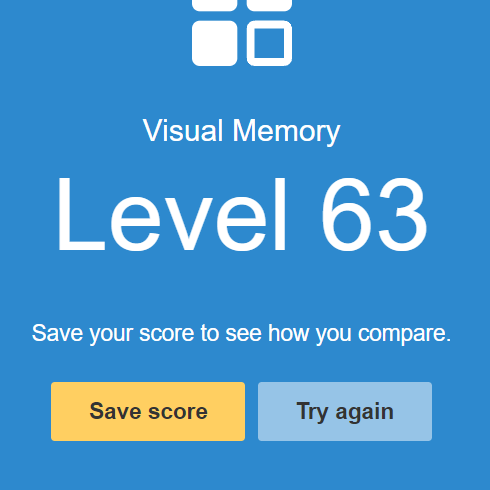 Visual Memory
Level 63
Save your score to see how you compare.
Save score
Try again